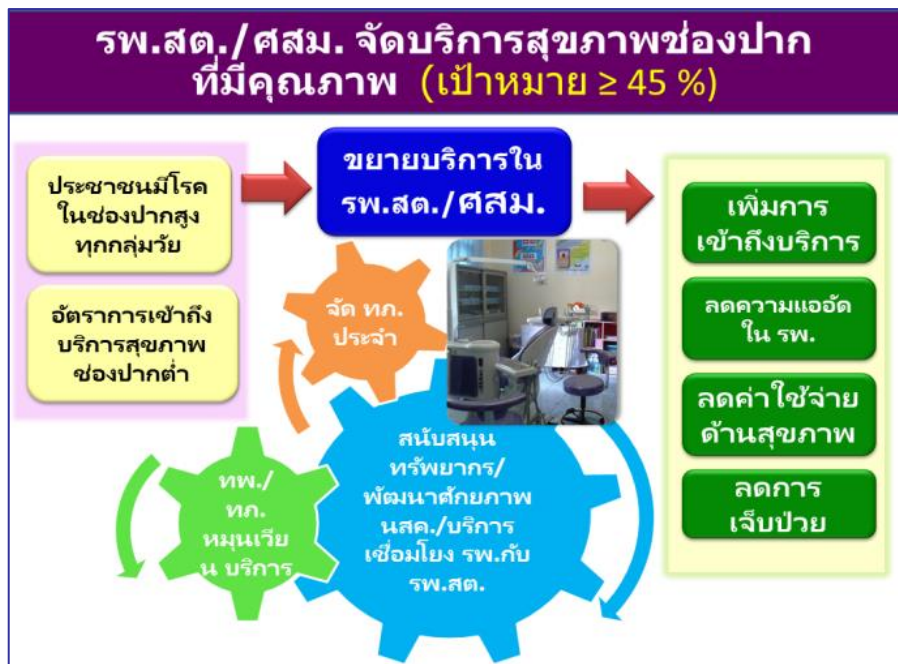 รพ.สต./ศสม. จัดบริการสุขภาพช่องปาก
ที่มีคุณภาพ (เป้าหมาย ≥ 45 %)
ประชาชนมีโรค
ในช่องปากสูง
ทุกกลุ่มวัย
อัตราการเข้าถึง
บริการสุขภาพ
ช่องปากต่ำ
ขยายบริการใน
รพ.สต./ศสม.
จัด ทภ.
ประจำ
ทพ./
ทภ.
หมุนเวีย
น บริการ
สนับสนุน
ทรัพยากร/
พัฒนาศักยภาพ
นสค./บริการ
เชื่อมโยง รพ.กับ
รพ.สต.
เพิ่มการ
เข้าถึงบริการ
ลดความแออัด
ใน รพ.
ลดค่าใช้จ่าย
ด้านสุขภาพ
ลดการ
เจ็บป่วย